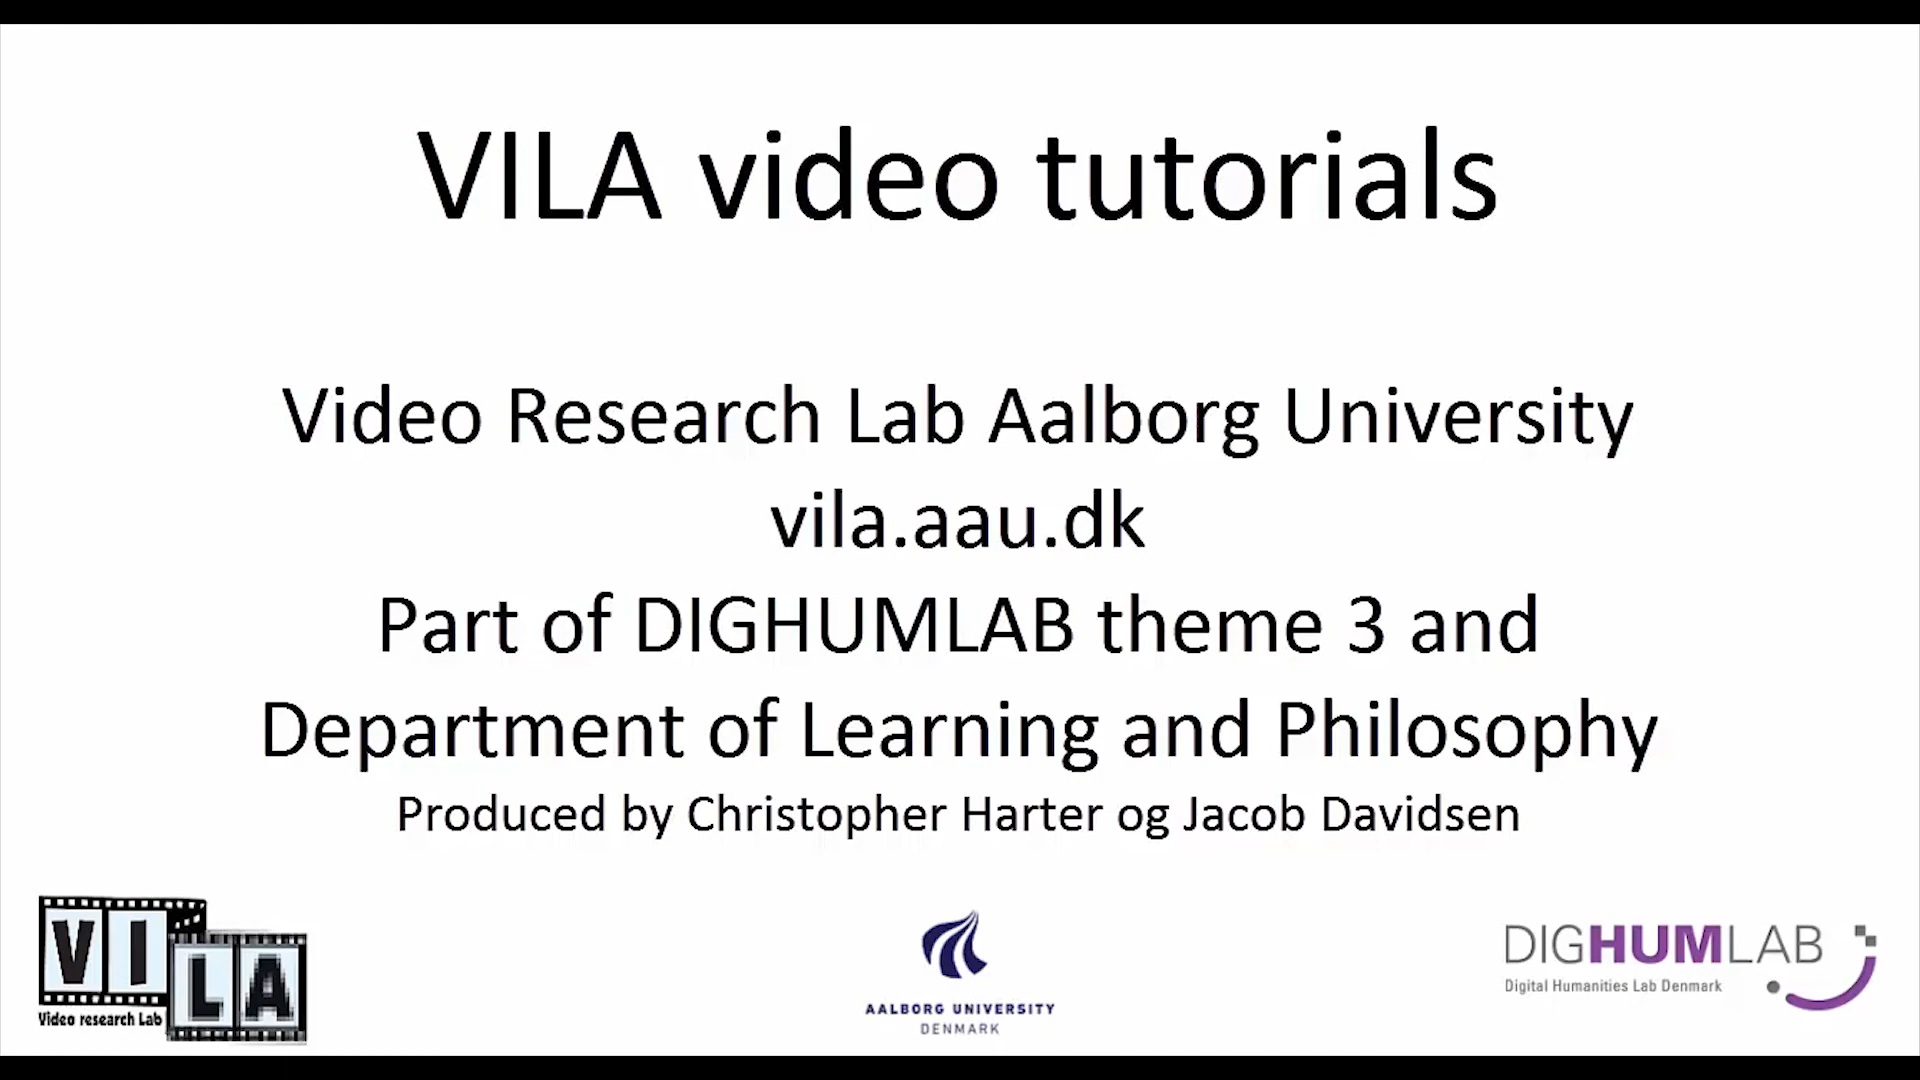 VILA video tutorials
Video Research Lab Aalborg University
vila.aau.dk
Part of DIGHUMLAB theme 3 and
Department of Learning and Philosophy
Produced by Christopher Harter og Jacob Davidsen
VILA
Video research Lab
AALBORG UNIVERSITY
DENMARK
DIGHUMLAB
Digital Humanities Lab Denmark